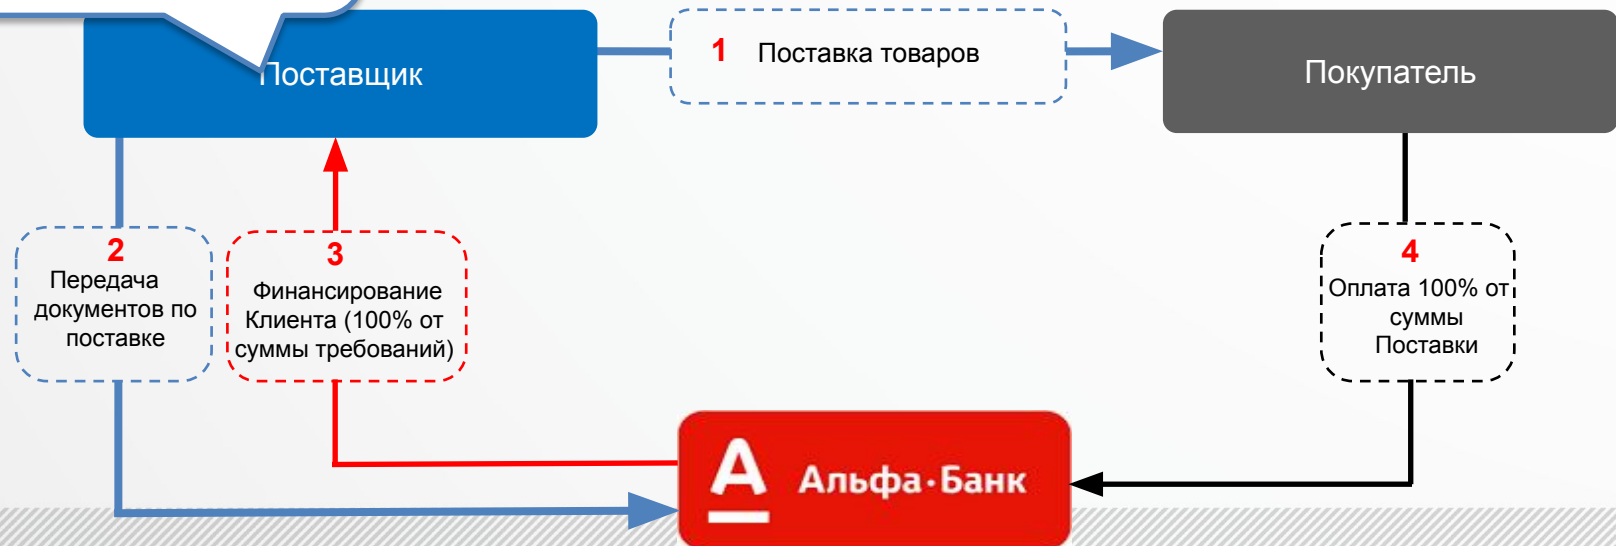 Поставщик
1 Поставка товаров
Покупатель
2
Передача
документов по
поставке
3
Финансирование
Клиента (100% от
суммы требований)
4
Оплата 100% от
суммы
Поставки
А Альфа·Банк